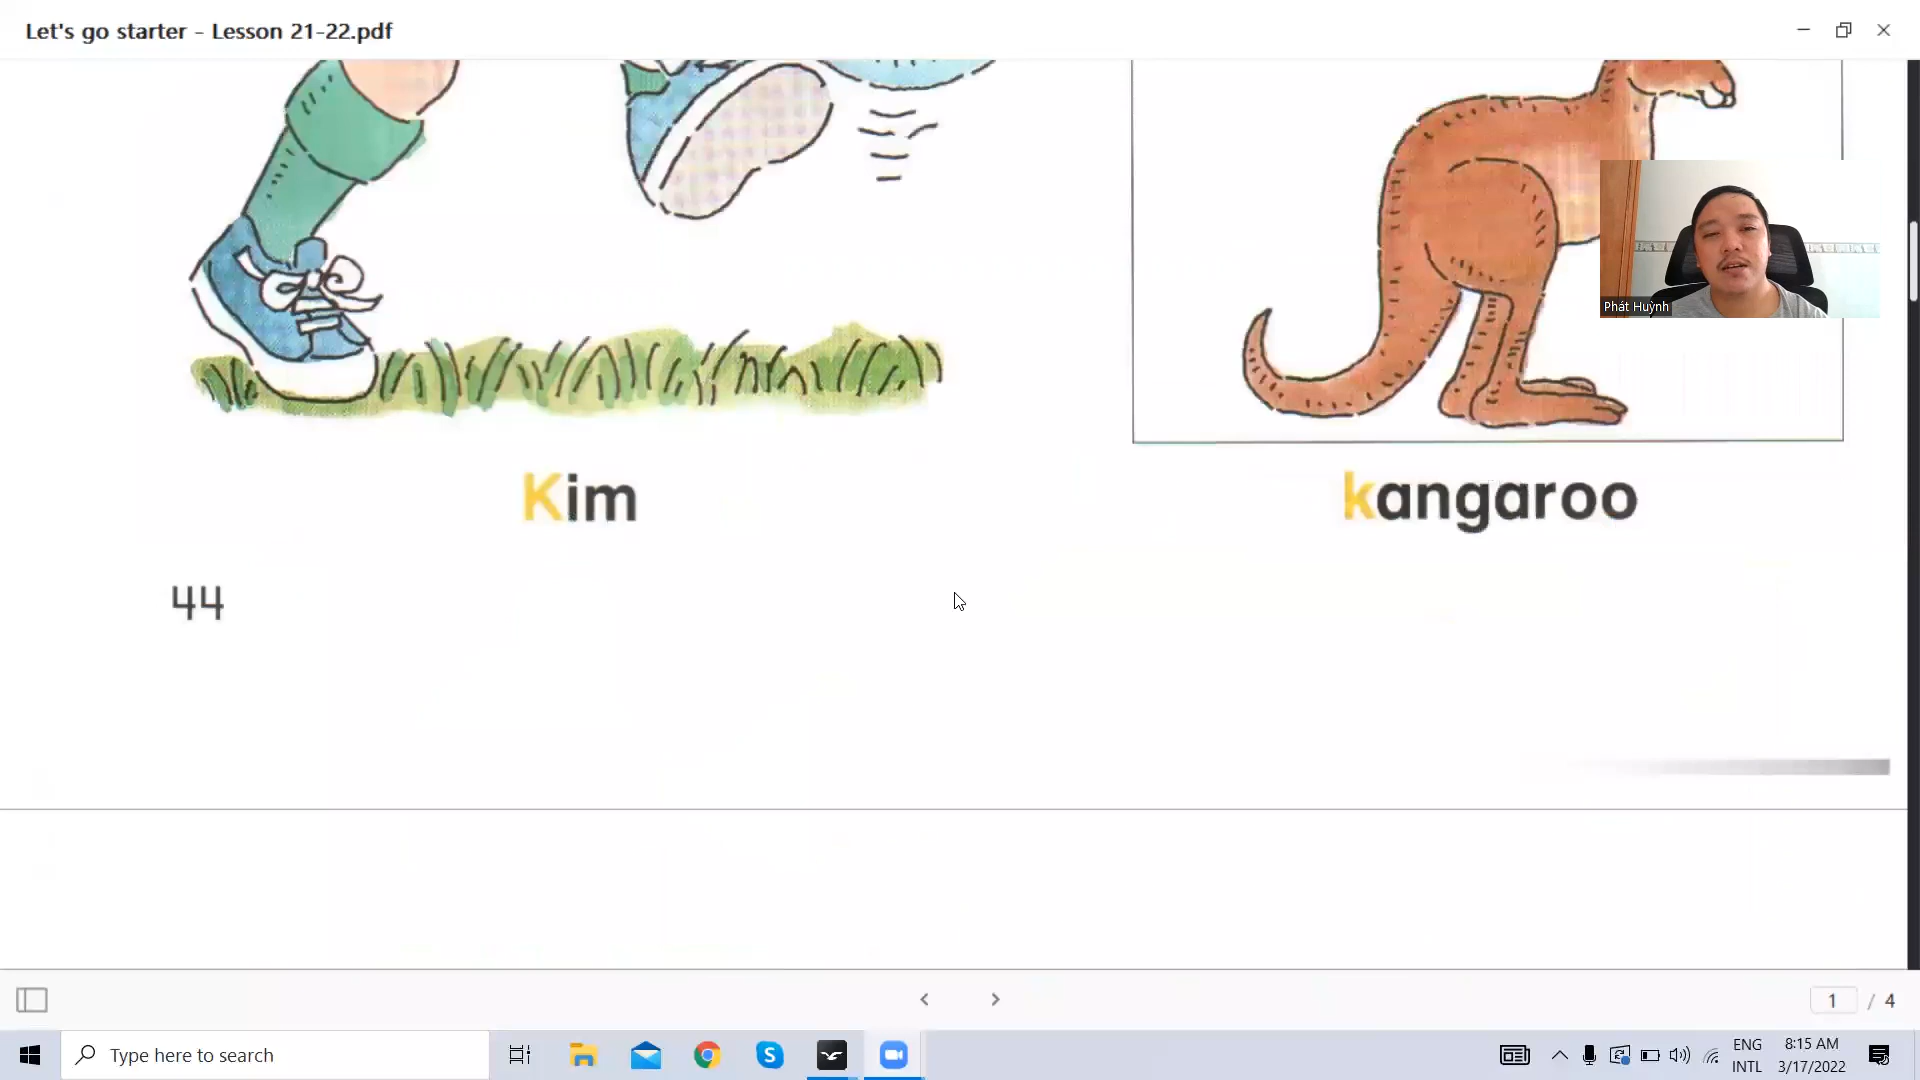 Let's go starter - Lesson 21-22.pdf
Phát Huỳnh
Kim
kangaroo
44
1 / 4
Type here to search
ENG
INTL
8:15 AM
3/17/2022